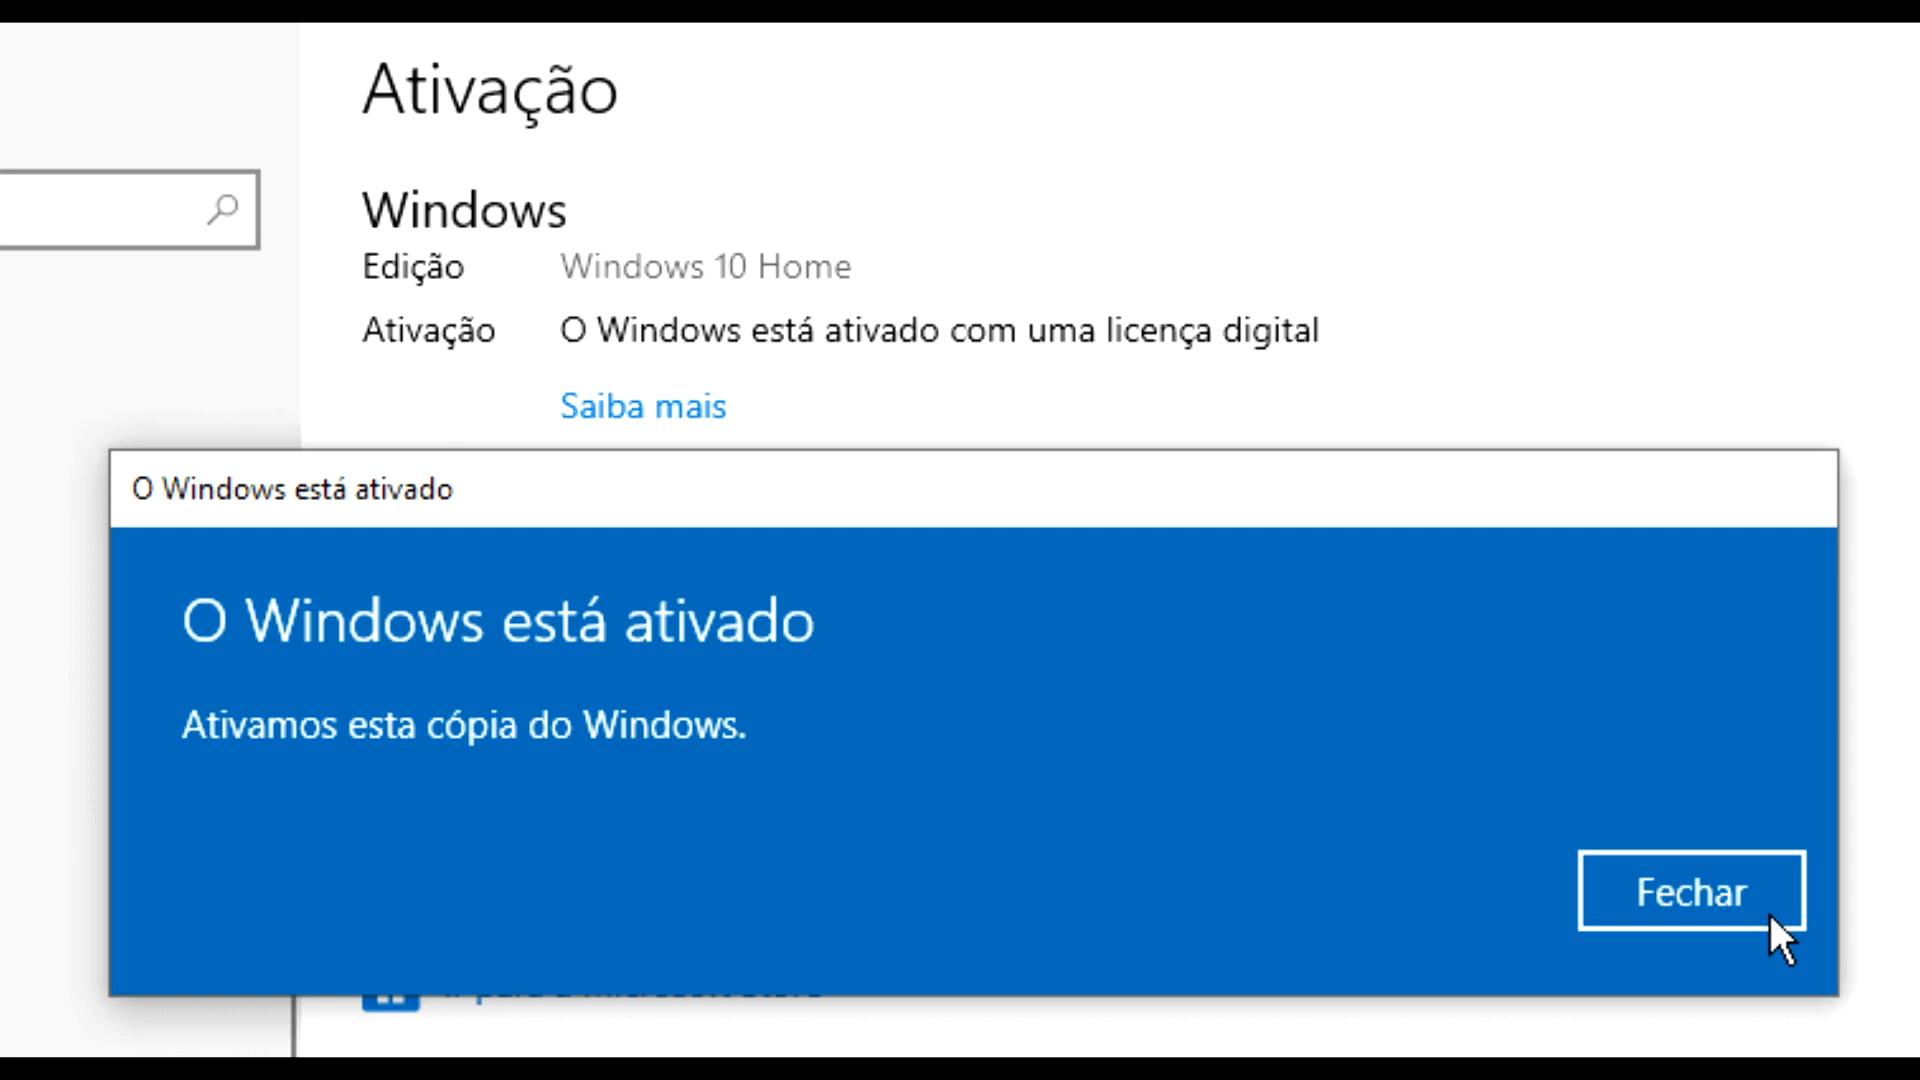 Ativação
Windows
Edição Windows 10 Home
Ativação O Windows está ativado com uma licença digital
Saiba mais
O Windows está ativado
O Windows está ativado
Ativamos esta cópia do Windows.
Fechar